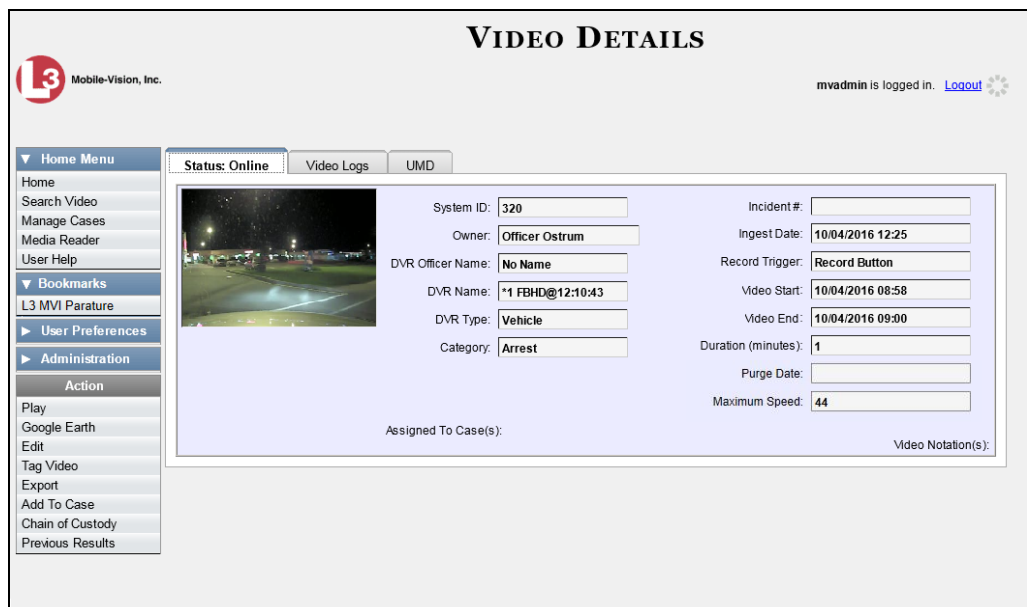 VIDEO DETAILS
L3 Mobile-Vision, Inc.
mvadmin is logged in. Logout
▼ Home Menu
Home
Search Video
Manage Cases
Media Reader
User Help
▼ Bookmarks
L3 MVI Parature
► User Preferences
► Administration
Action
Play
Google Earth
Edit
Tag Video
Export
Add To Case
Chain of Custody
Previous Results
Status: Online
Video Logs
UMD
System ID: 320
Owner: Officer Ostrum
DVR Officer Name: No Name
DVR Name: *1 FBHD@12:10:43
DVR Type: Vehicle
Category: Arrest
Assigned To Case(s):
Incident #:
Ingest Date: 10/04/2016 12:25
Record Trigger: Record Button
Video Start: 10/04/2016 08:58
Video End: 10/04/2016 09:00
Duration (minutes): 1
Purge Date:
Maximum Speed: 44
Video Notation(s):